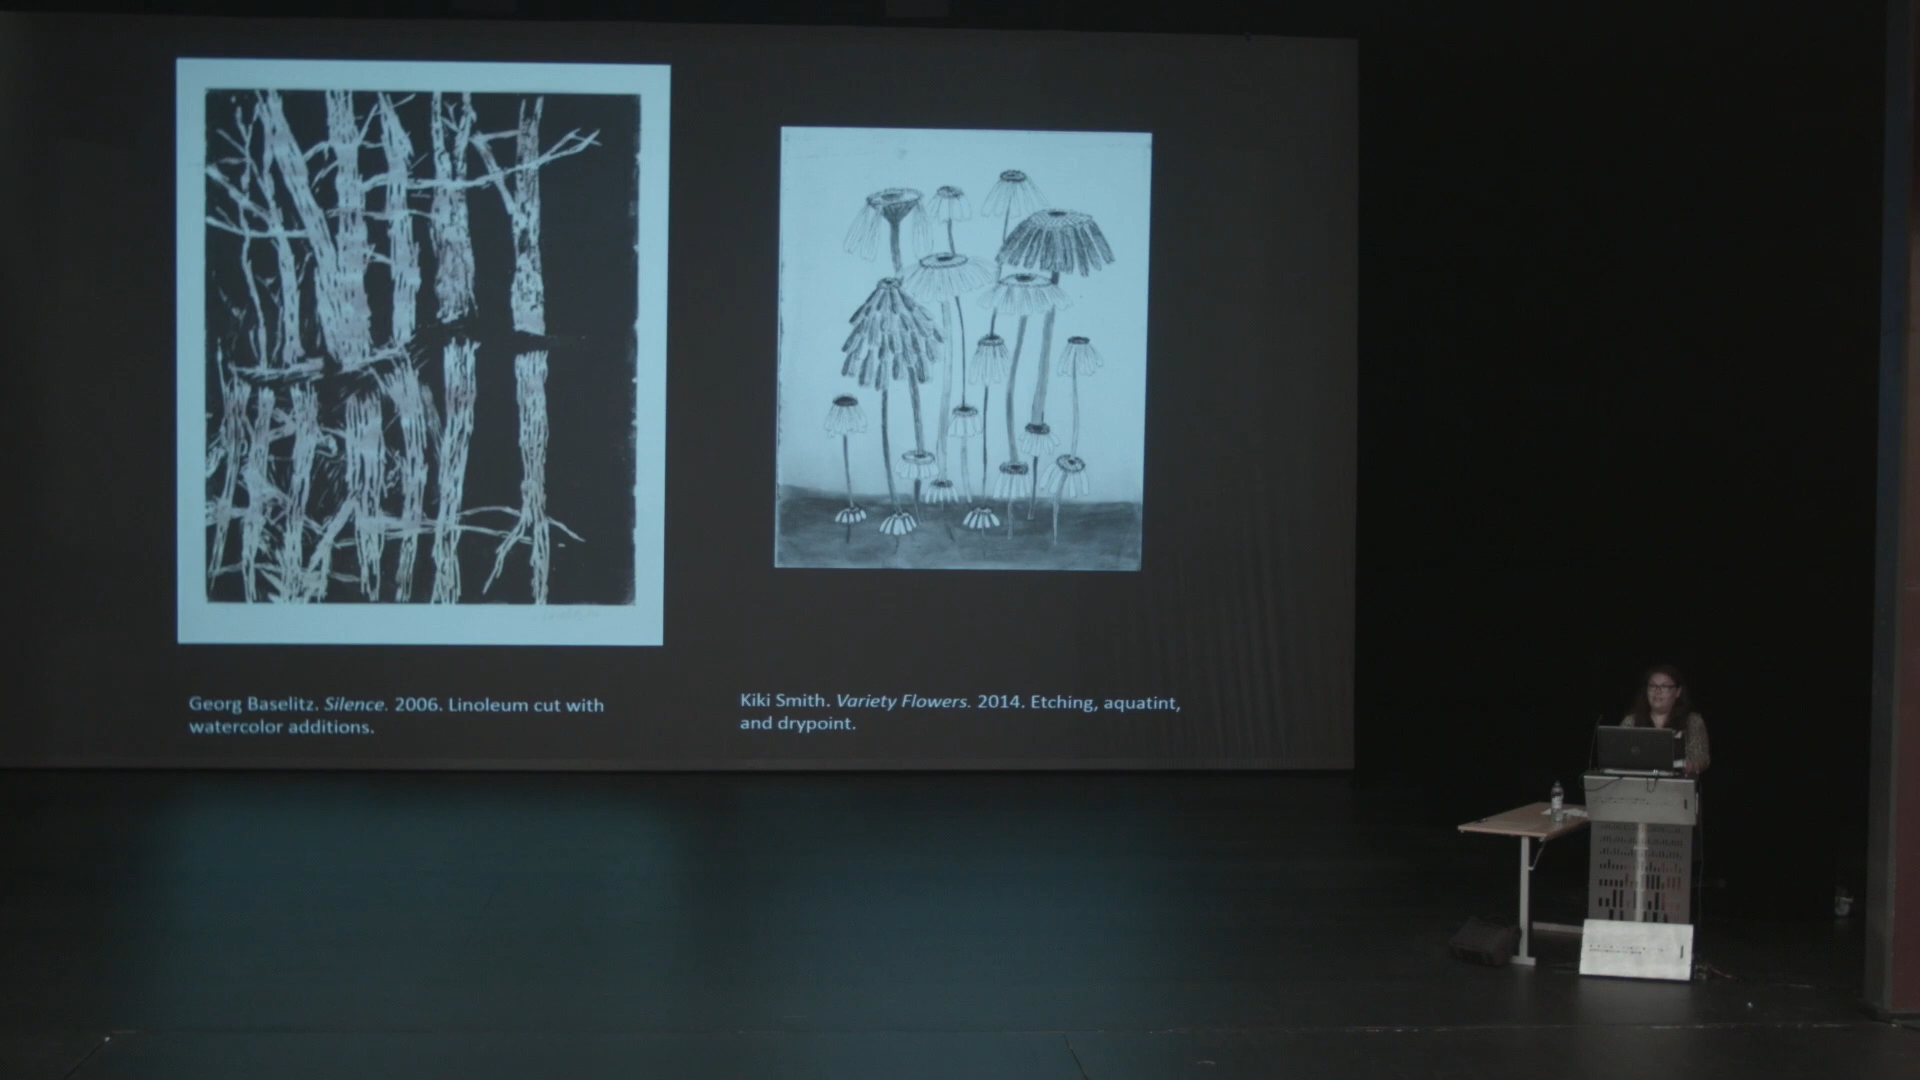 Georg Baselitz. Silence. 2006. Linoleum cut with
watercolor additions.
Kiki Smith. Variety Flowers. 2014. Etching, aquatint,
and drypoint.